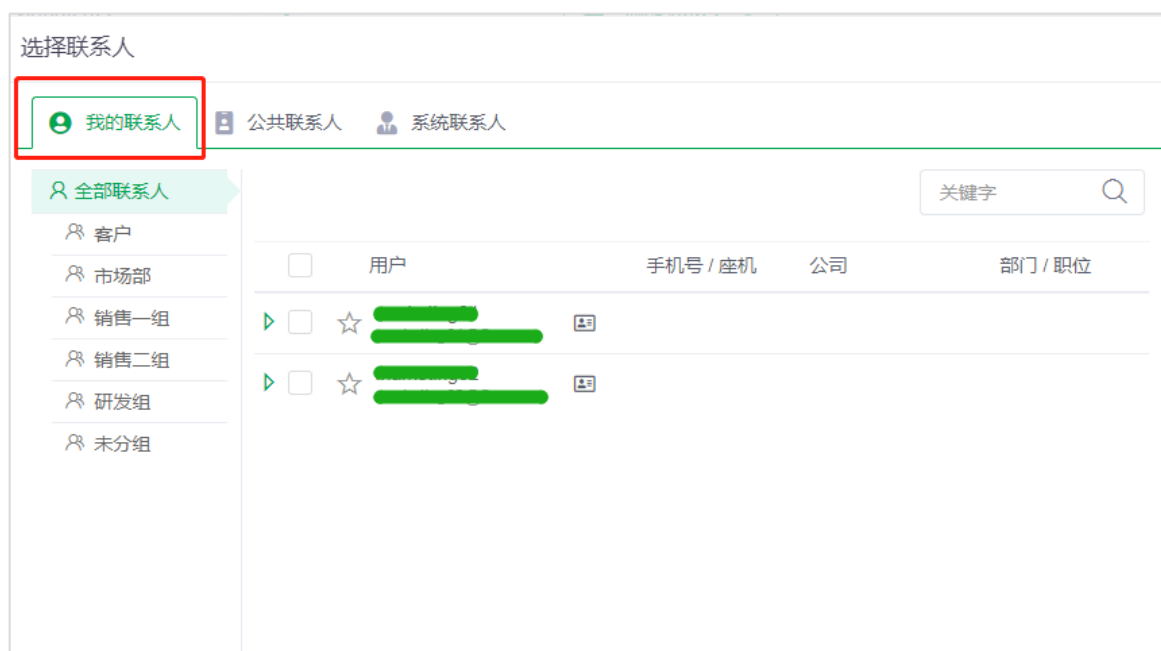 选择联系人
我的联系人 公共联系人 系统联系人
全部联系人
关键字
客户
用户 手机号 / 座机 公司 部门 / 职位
市场部
销售一组
销售二组
研发组
未分组